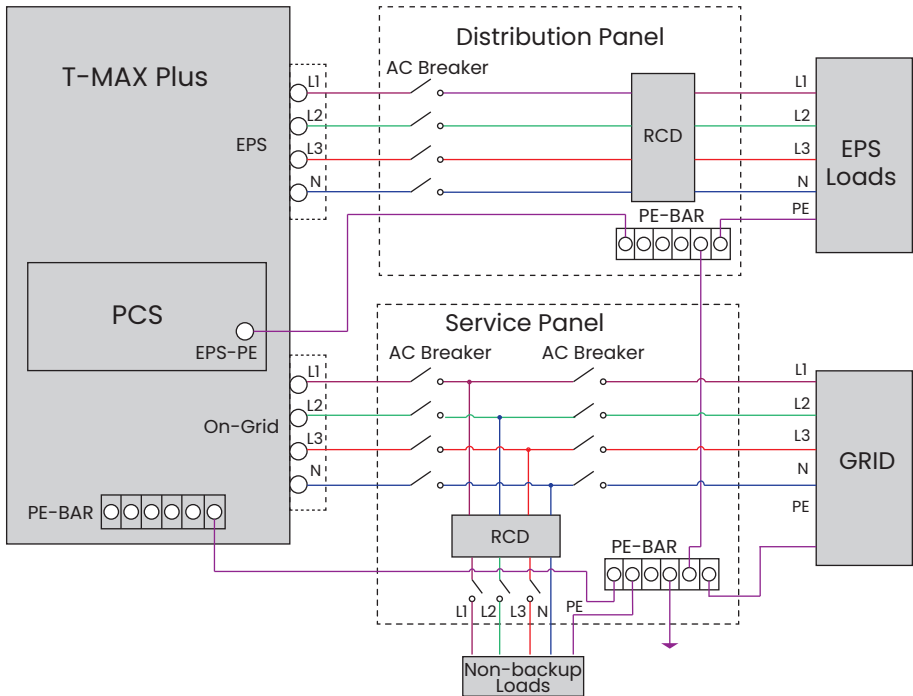 T-MAX Plus
EPS
L1
L2
L3
N
Distribution Panel
AC Breaker
RCD
PE-BAR
L1
L2
L3
N
PE
EPS
Loads
PCS
EPS-PE
On-Grid
L1
L2
L3
N
PE-BAR
Service Panel
AC Breaker
AC Breaker
RCD
L1
L2
L3
N
PE
PE-BAR
L1
L2
L3
N
PE
GRID
Non-backup
Loads